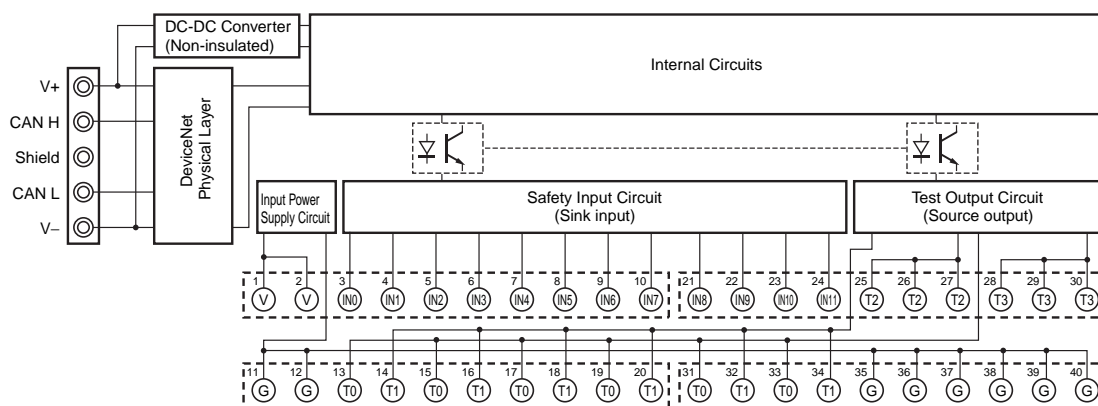 DC-DC Converter
(Non-insulated)
Internal Circuits
V+
CAN H
Shield
CAN L
V–
DeviceNet
Physical Layer
Input Power
Supply Circuit
Safety Input Circuit
(Sink input)
Test Output Circuit
(Source output)
1 2 3 4 5 6 7 8 9 10 21 22 23 24 25 26 27 28 29 30
V V IN0 IN1 IN2 IN3 IN4 IN5 IN6 IN7 IN8 IN9 IN10 IN11 T2 T2 T2 T3 T3 T3
11 12 13 14 15 16 17 18 19 20 31 32 33 34 35 36 37 38 39 40
G G T0 T1 T0 T1 T0 T1 T0 T1 T0 T1 T0 T1 G G G G G G